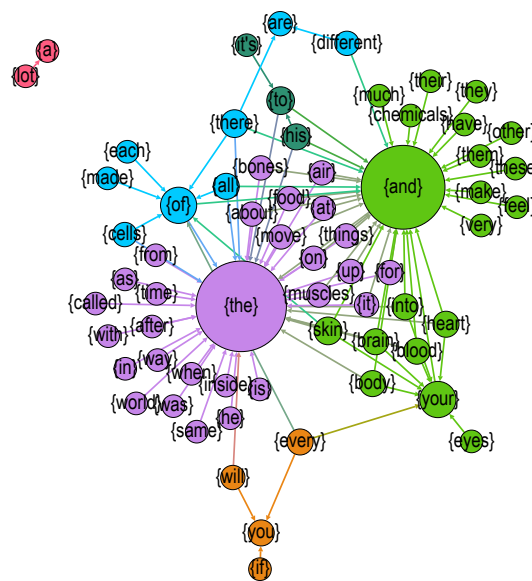 {are}
{it's}
{different}
{a}
{lot}
{much}
{their}
{they}
{to}
{chemicals}
{have}
{there}
{his}
{other}
{each}
{bones}
{air}
{them}
{these}
{made}
{all}
{food}
{and}
{make}
{feel}
{of}
{about}
{at}
{very}
{cells}
{move}
{things}
{from}
{on}
{up}
{for}
{as}
{time}
{muscles}
{called}
{the}
{it}
{into}
{with}
{after}
{skin}
{heart}
{brain}
{blood}
{in}
{way}
{when}
{inside}
{is}
{body}
{your}
{world}
{was}
{same}
{he}
{every}
{eyes}
{will}
{you}
{if}